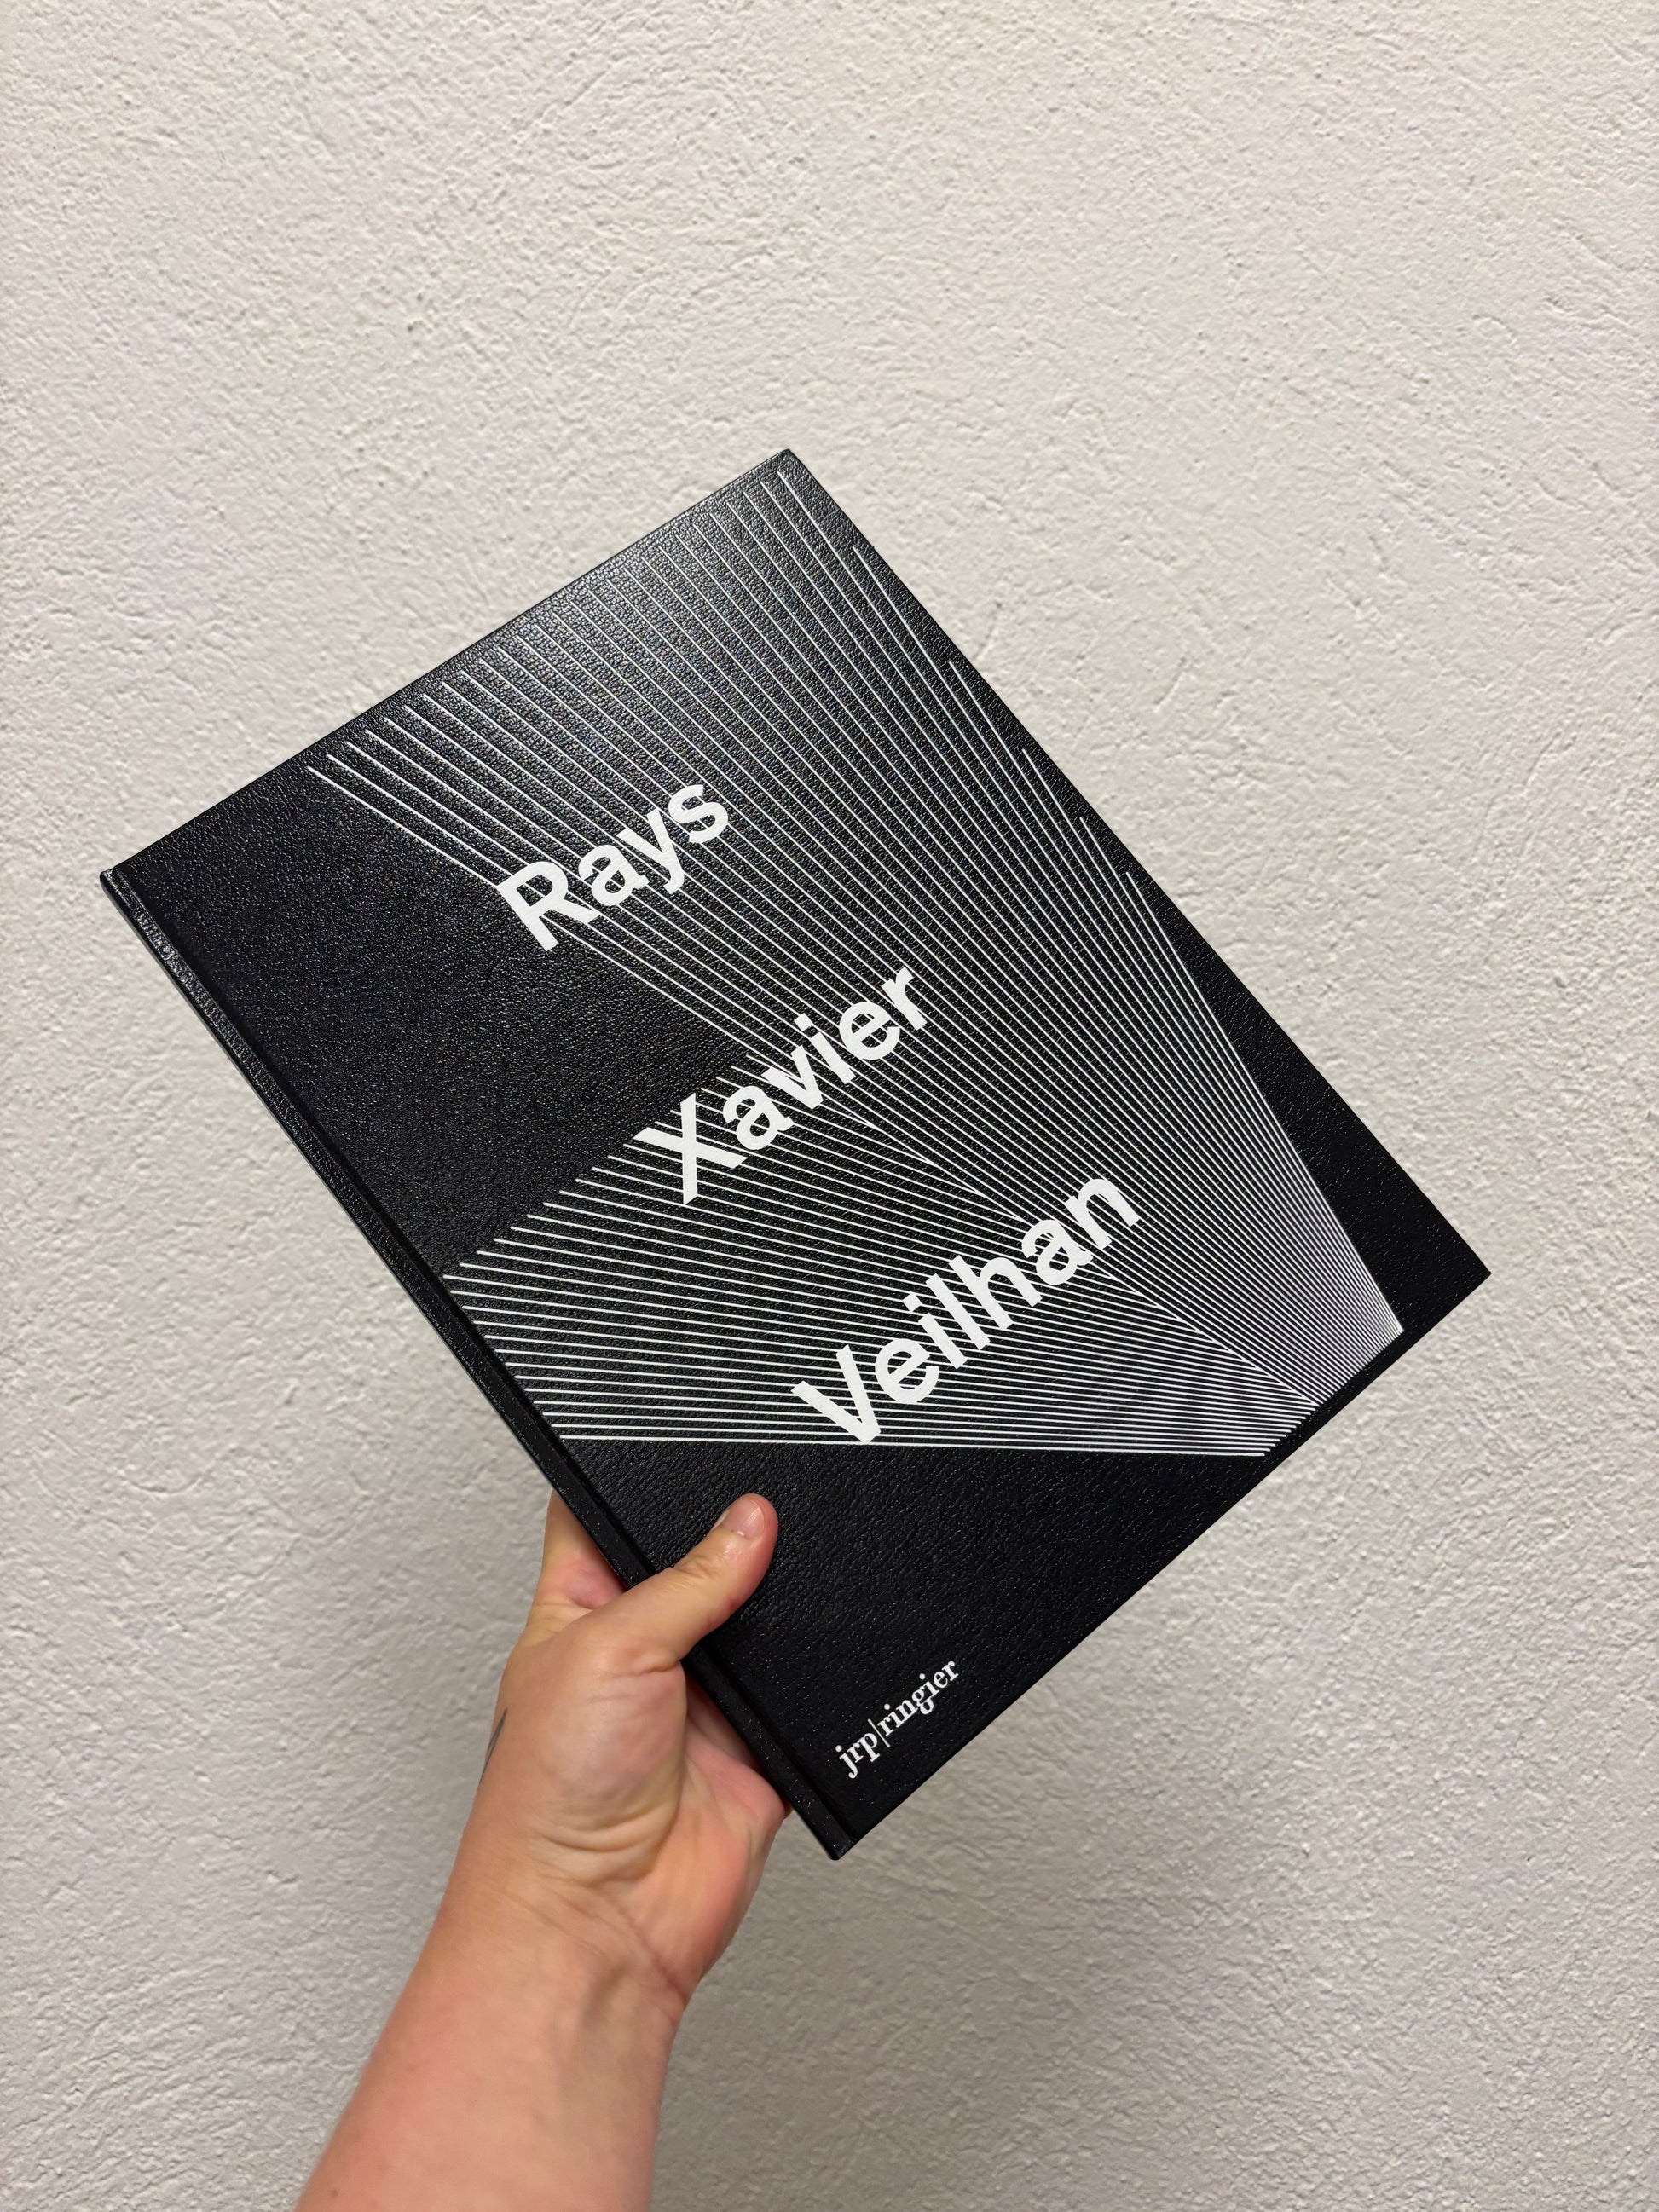 Rays
Xavier
Veilhan
jrp|ringier